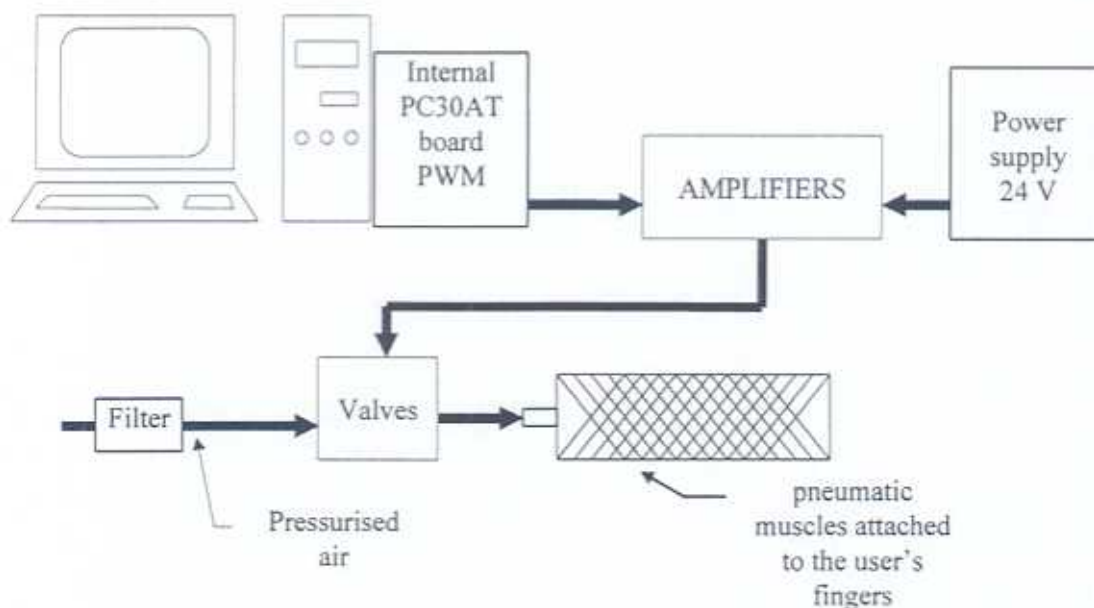 Internal
PC30AT
board
PWM
AMPLIFIERS
Power
supply
24 V
Filter
Valves
Pressurised
air
pneumatic
muscles attached
to the user's
fingers